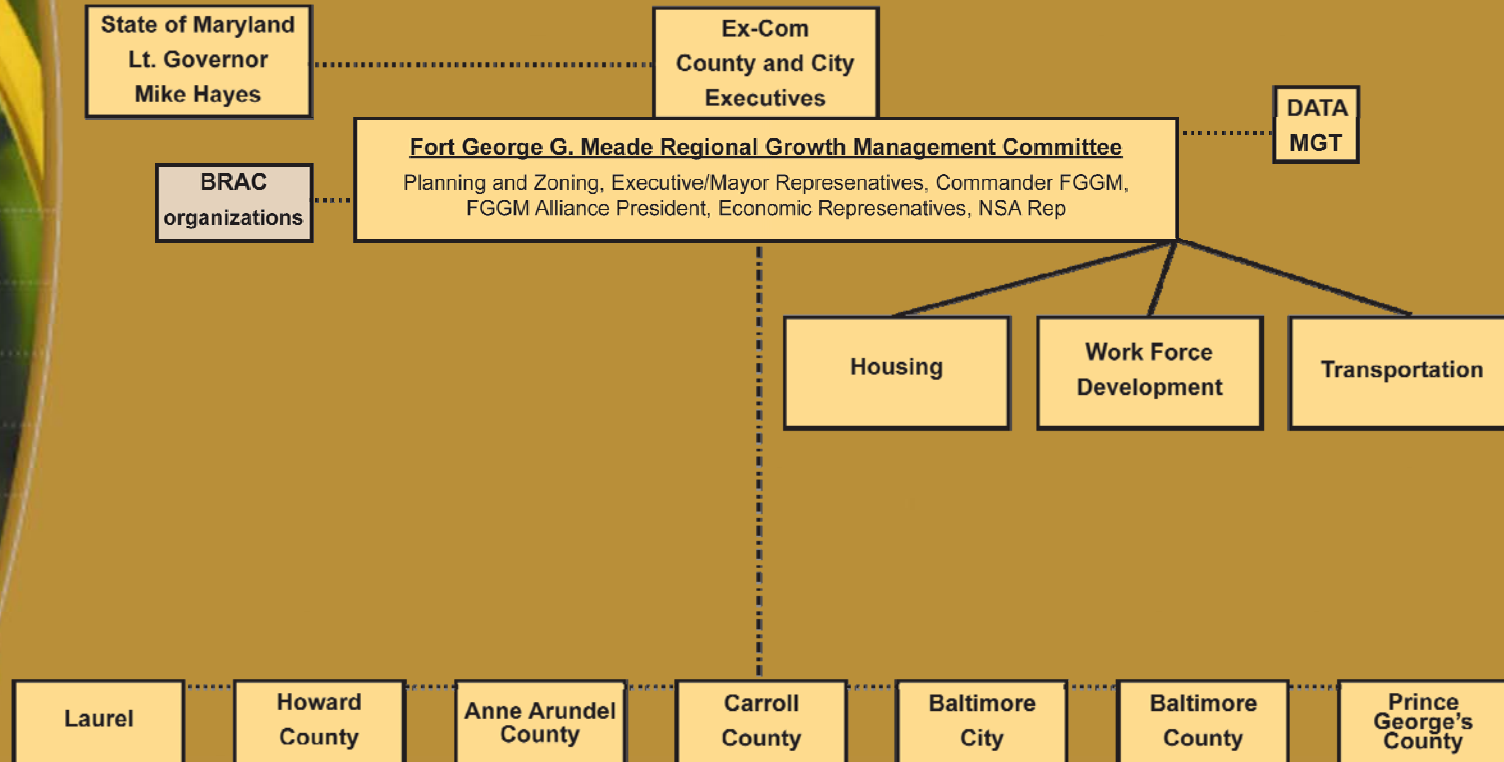 State of Maryland
Lt. Governor
Mike Hayes
Ex-Com
County and City
Executives
DATA
MGT
Fort George G. Meade Regional Growth Management Committee
Planning and Zoning, Executive/Mayor Represenatives, Commander FGGM,
FGGM Alliance President, Economic Represenatives, NSA Rep
BRAC
organizations
Housing
Work Force
Development
Transportation
Laurel
Howard
County
Anne Arundel
County
Carroll
County
Baltimore
City
Baltimore
County
Prince
George's
County